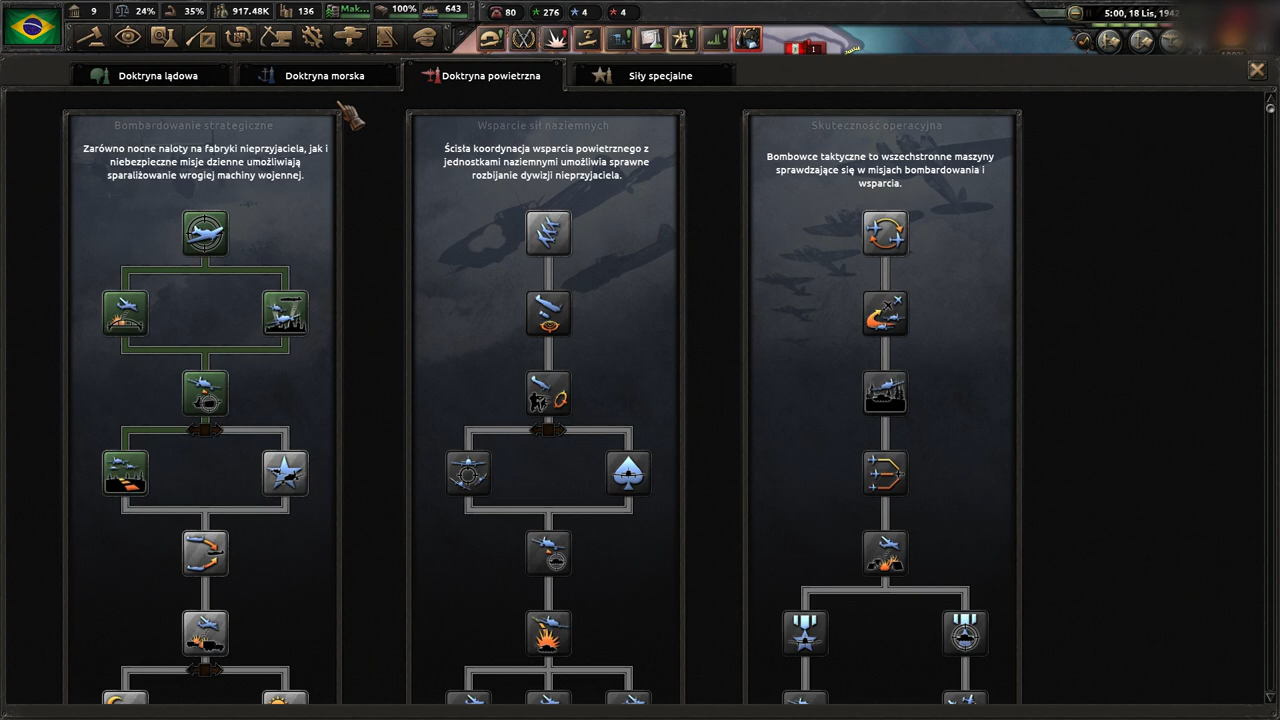 9 24% 35% 917.48K 136 Mak... 100% 643 80 276 4 4 5:00, 18 Lis, 1942
1
Doktryna lądowa Doktryna morska Doktryna powietrzna Siły specjalne
Bombardowanie strategiczne
Zarówno nocne naloty na fabryki nieprzyjaciela, jak i
niebezpieczne misje dzienne umożliwiają
sparaliżowanie wrogiej machiny wojennej.
Wsparcie sił naziemnych
Ścisła koordynacja wsparcia powietrznego z
jednostkami naziemnymi umożliwia sprawne
rozbijanie dywizji nieprzyjaciela.
Skuteczność operacyjna
Bombowce taktyczne to wszechstronne maszyny
sprawdzające się w misjach bombardowania i
wsparcia.